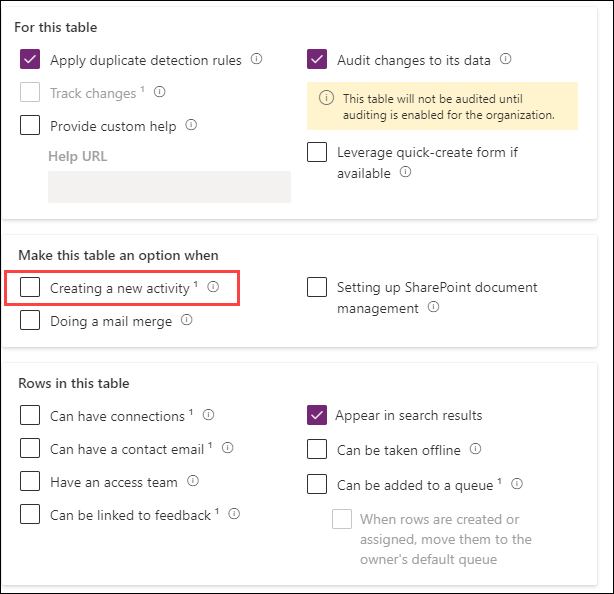 For this table
Apply duplicate detection rules
Track changes 1
Provide custom help
Help URL
Audit changes to its data
This table will not be audited until
auditing is enabled for the organization.
Leverage quick-create form if
available
Make this table an option when
Creating a new activity 1
Doing a mail merge
Setting up SharePoint document
management
Rows in this table
Can have connections 1
Can have a contact email 1
Have an access team
Can be linked to feedback 1
Appear in search results
Can be taken offline
Can be added to a queue 1
When rows are created or
assigned, move them to the
owner's default queue